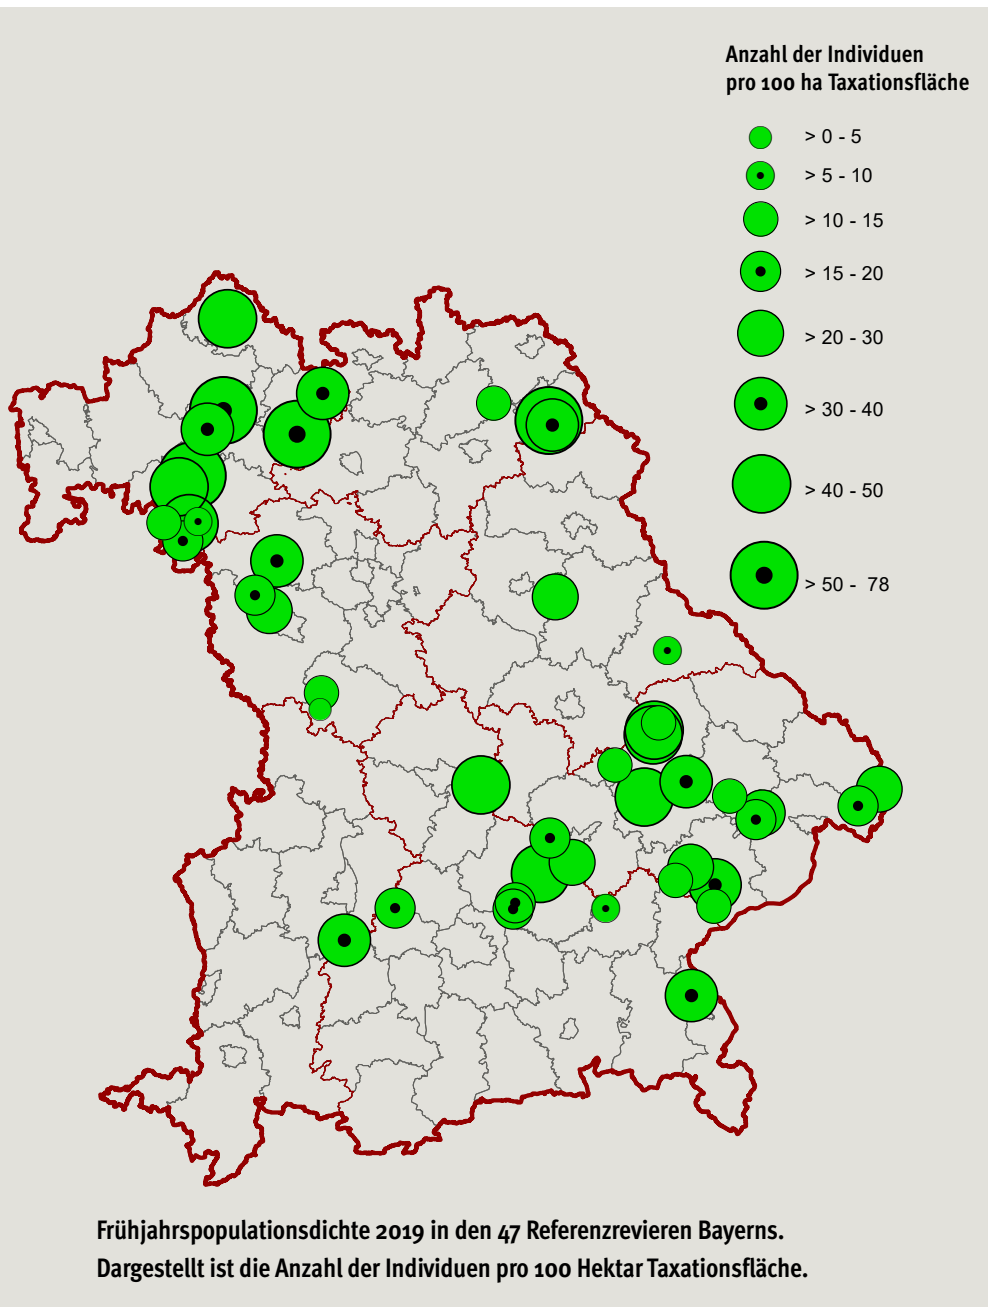 Anzahl der Individuen
pro 100 ha Taxationsfläche
> 0 - 5
> 5 - 10
> 10 - 15
> 15 - 20
> 20 - 30
> 30 - 40
> 40 - 50
> 50 - 78
Frühjahrspopulationsdichte 2019 in den 47 Referenzrevieren Bayerns.
Dargestellt ist die Anzahl der Individuen pro 100 Hektar Taxationsfläche.